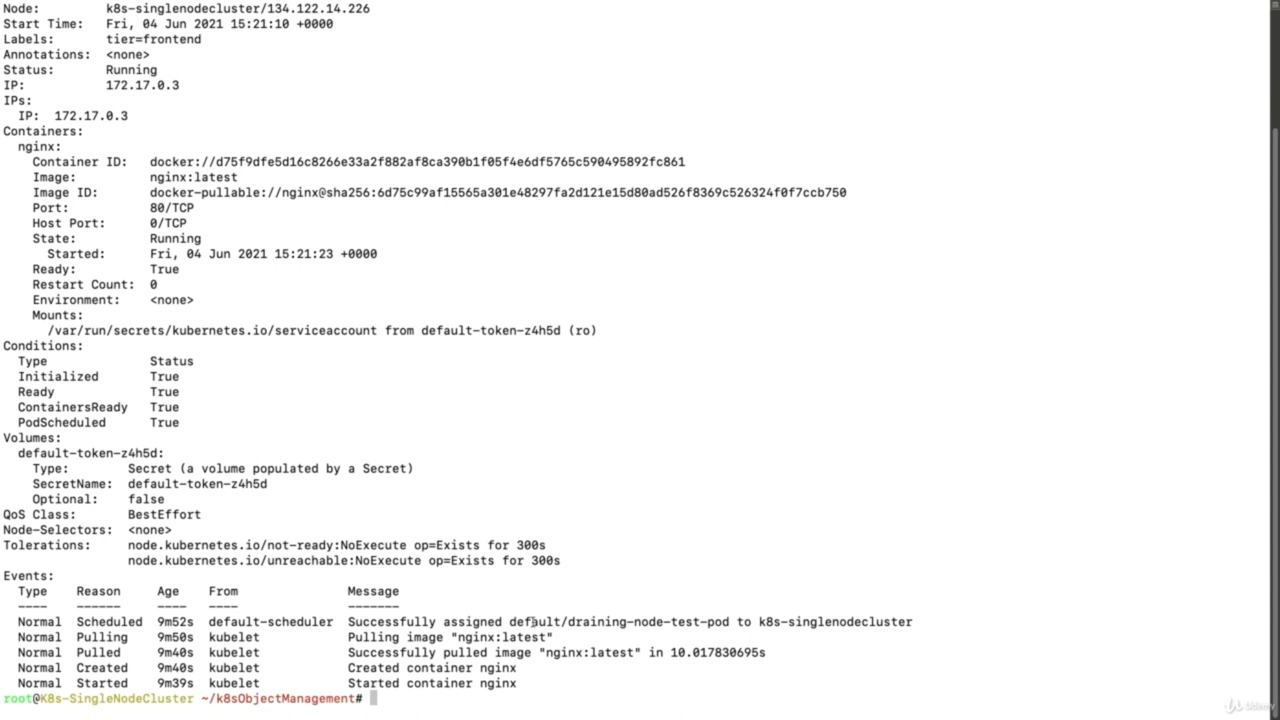 Node:         k8s-singlenodecluster/134.122.14.226
Start Time:   Fri, 04 Jun 2021 15:21:10 +0000
Labels:       tier=frontend
Annotations:  <none>
Status:       Running
IP:           172.17.0.3
IPs:
  IP:  172.17.0.3
Containers:
  nginx:
    Container ID:   docker://d75f9dfe5d16c8266e33a2f882af8ca390b1f05f4e6df5765c590495892fc861
    Image:          nginx:latest
    Image ID:       docker-pullable://nginx@sha256:6d75c99af15565a301e48297fa2d121e15d80ad526f8369c526324f0f7ccb750
    Port:           80/TCP
    Host Port:      0/TCP
    State:          Running
      Started:      Fri, 04 Jun 2021 15:21:23 +0000
    Ready:          True
    Restart Count:  0
    Environment:    <none>
    Mounts:
      /var/run/secrets/kubernetes.io/serviceaccount from default-token-z4h5d (ro)
Conditions:
  Type              Status
  Initialized       True
  Ready             True
  ContainersReady   True
  PodScheduled      True
Volumes:
  default-token-z4h5d:
    Type:        Secret (a volume populated by a Secret)
    SecretName:  default-token-z4h5d
    Optional:    false
QoS Class:       BestEffort
Node-Selectors:  <none>
Tolerations:     node.kubernetes.io/not-ready:NoExecute op=Exists for 300s
                 node.kubernetes.io/unreachable:NoExecute op=Exists for 300s
Events:
  Type    Reason     Age    From               Message
  ----    ------     ----   ----               -------
  Normal  Scheduled  9m52s  default-scheduler  Successfully assigned default/draining-node-test-pod to k8s-singlenodecluster
  Normal  Pulling    9m50s  kubelet            Pulling image "nginx:latest"
  Normal  Pulled     9m40s  kubelet            Successfully pulled image "nginx:latest" in 10.017830695s
  Normal  Created    9m40s  kubelet            Created container nginx
  Normal  Started    9m39s  kubelet            Started container nginx
root@K8s-SingleNodeCluster ~/k8sObjectManagement#
Udemy